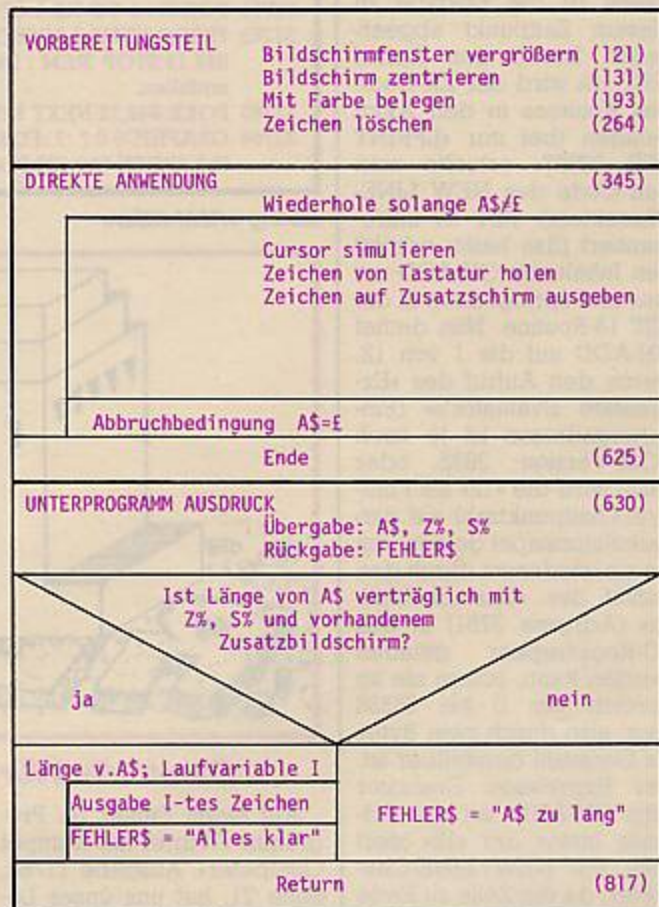 VORBEREITUNGSTEIL
Bildschirmfenster vergrößern (121)
Bildschirm zentrieren (131)
Mit Farbe belegen (193)
Zeichen löschen (264)
DIREKTE ANWENDUNG (345)
Wiederhole solange A$≠£
Cursor simulieren
Zeichen von Tastatur holen
Zeichen auf Zusatzschirm ausgeben
Abbruchbedingung A$=£
Ende (625)
UNTERPROGRAMM AUSDRUCK (630)
Übergabe: A$, Z%, S%
Rückgabe: FEHLER$
Ist Länge von A$ verträglich mit
Z%, S% und vorhandenem
Zusatzbildschirm?
ja nein
Länge v.A$; Laufvariable I
Ausgabe I-tes Zeichen
FEHLER$ = "Alles klar"
FEHLER$ = "A$ zu lang"
Return (817)